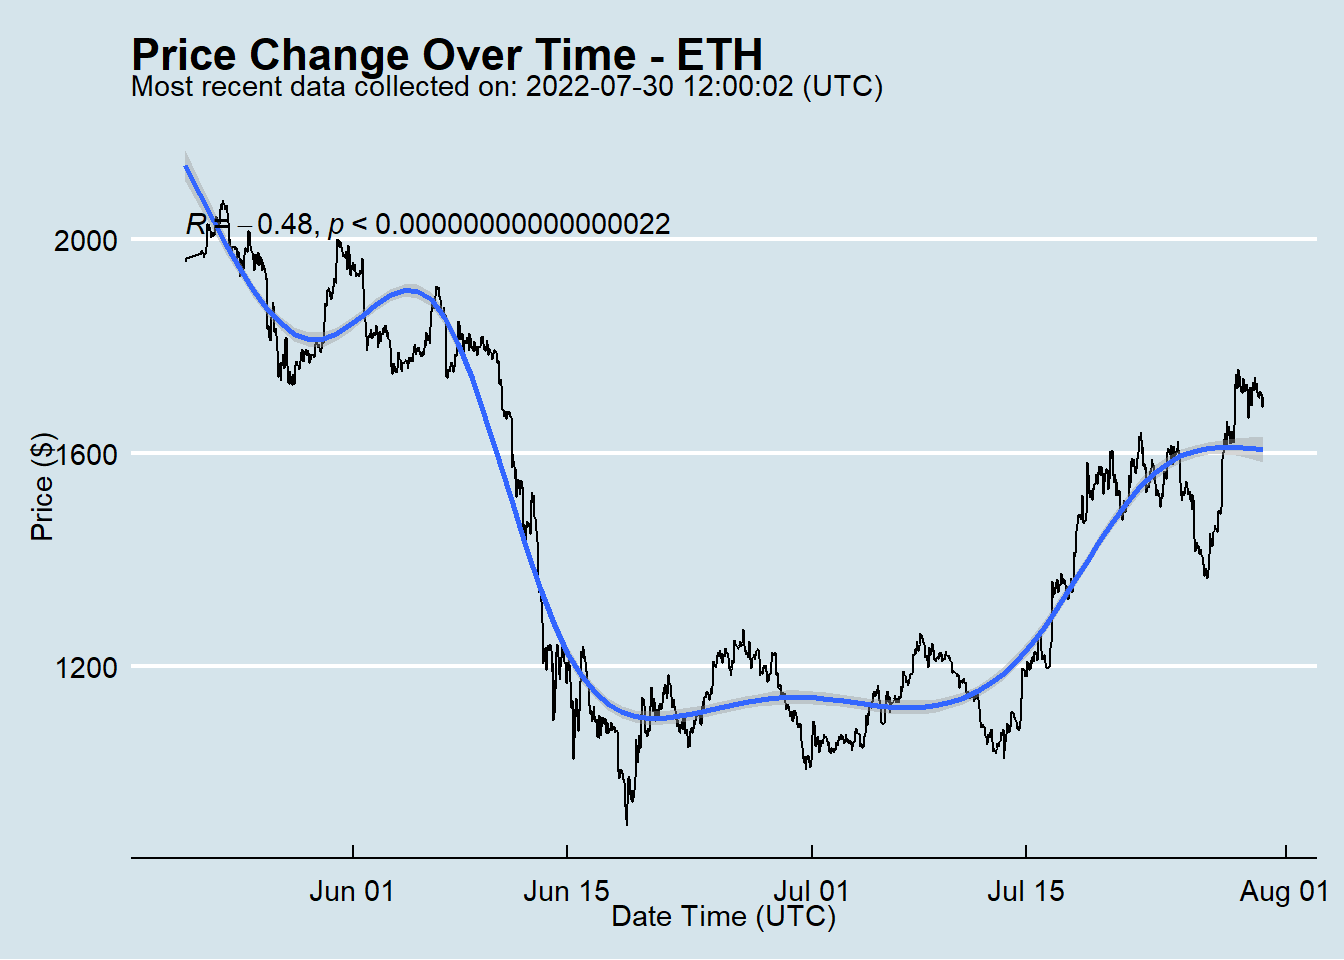 Price Change Over Time - ETH
Most recent data collected on: 2022-07-30 12:00:02 (UTC)
R = −0.48, p < 0.00000000000000022
2000
1600
1200
Price ($)
Jun 01 Jun 15 Jul 01 Jul 15 Aug 01
Date Time (UTC)